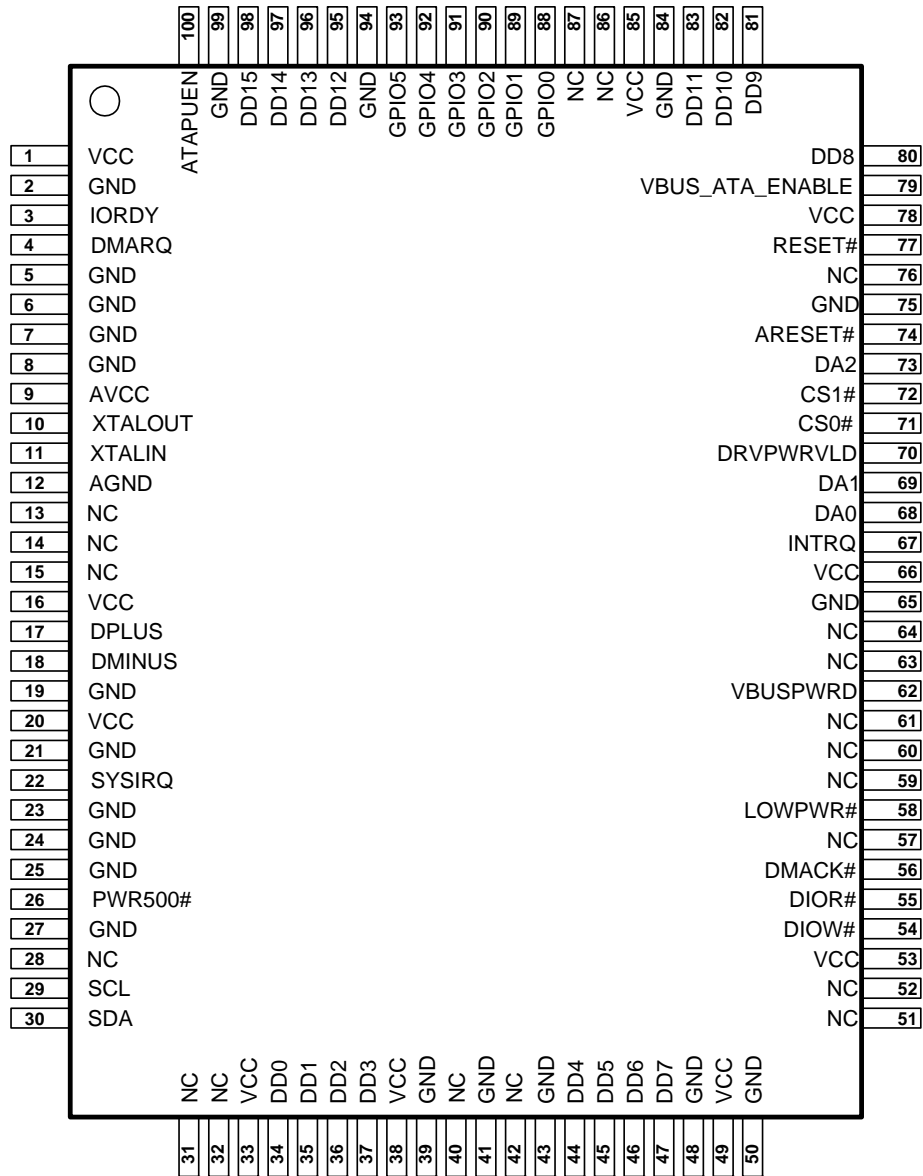 100 99 98 97 96 95 94 93 92 91 90 89 88 87 86 85 84 83 82 81
ATAPUEN GND DD15 DD14 DD13 DD12 GND GPIO5 GPIO4 GPIO3 GPIO2 GPIO1 GPIO0 NC NC VCC GND DD11 DD10 DD9
1 VCC DD8 80
2 GND VBUS_ATA_ENABLE 79
3 IORDY VCC 78
4 DMARQ RESET# 77
5 GND NC 76
6 GND GND 75
7 GND ARESET# 74
8 GND DA2 73
9 AVCC CS1# 72
10 XTALOUT CS0# 71
11 XTALIN DRVPWRVLD 70
12 AGND DA1 69
13 NC DA0 68
14 NC INTRQ 67
15 NC VCC 66
16 VCC GND 65
17 DPLUS NC 64
18 DMINUS NC 63
19 GND VBUSPWRD 62
20 VCC NC 61
21 GND NC 60
22 SYSIRQ NC 59
23 GND LOWPWR# 58
24 GND NC 57
25 GND DMACK# 56
26 PWR500# DIOR# 55
27 GND DIOW# 54
28 NC VCC 53
29 SCL NC 52
30 SDA NC 51
NC NC VCC DD0 DD1 DD2 DD3 VCC GND NC GND NC GND DD4 DD5 DD6 DD7 GND VCC GND
31 32 33 34 35 36 37 38 39 40 41 42 43 44 45 46 47 48 49 50